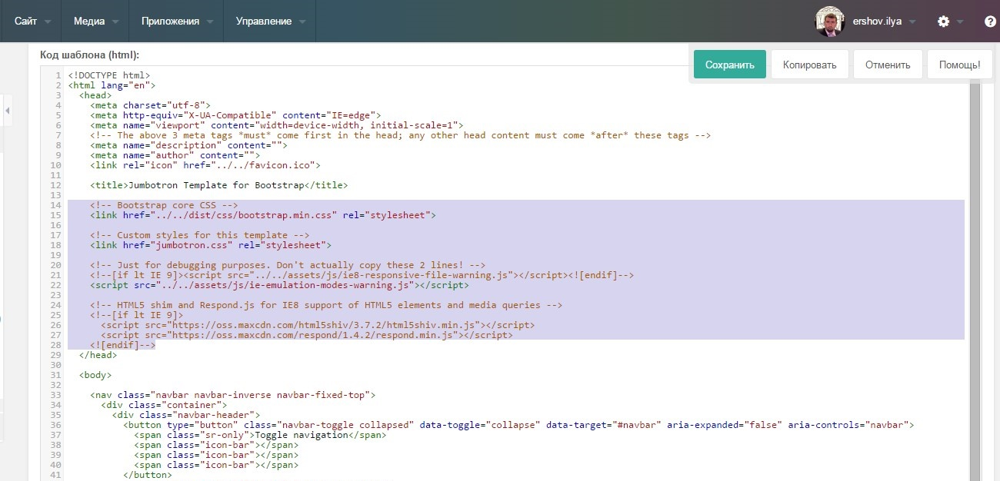 Сайт Медиа Приложения Управление ershov.ilya
Код шаблона (html):
Сохранить Копировать Отменить Помощь!
1 <!DOCTYPE html>
2 <html lang="en">
3 <head>
4 <meta charset="utf-8">
5 <meta http-equiv="X-UA-Compatible" content="IE=edge">
6 <meta name="viewport" content="width=device-width, initial-scale=1">
7 <!-- The above 3 meta tags *must* come first in the head; any other head content must come *after* these tags -->
8 <meta name="description" content="">
9 <meta name="author" content="">
10 <link rel="icon" href="../../favicon.ico">
11
12 <title>Jumbotron Template for Bootstrap</title>
13
14 <!-- Bootstrap core CSS -->
15 <link href="../../dist/css/bootstrap.min.css" rel="stylesheet">
16
17 <!-- Custom styles for this template -->
18 <link href="jumbotron.css" rel="stylesheet">
19
20 <!-- Just for debugging purposes. Don't actually copy these 2 lines! -->
21 <!--[if lt IE 9]><script src="../../assets/js/ie8-responsive-file-warning.js"></script><![endif]-->
22 <script src="../../assets/js/ie-emulation-modes-warning.js"></script>
23
24 <!-- HTML5 shim and Respond.js for IE8 support of HTML5 elements and media queries -->
25 <!--[if lt IE 9]>
26 <script src="https://oss.maxcdn.com/html5shiv/3.7.2/html5shiv.min.js"></script>
27 <script src="https://oss.maxcdn.com/respond/1.4.2/respond.min.js"></script>
28 <![endif]-->
29 </head>
30
31 <body>
32
33 <nav class="navbar navbar-inverse navbar-fixed-top">
34 <div class="container">
35 <div class="navbar-header">
36 <button type="button" class="navbar-toggle collapsed" data-toggle="collapse" data-target="#navbar" aria-expanded="false" aria-controls="navbar">
37 <span class="sr-only">Toggle navigation</span>
38 <span class="icon-bar"></span>
39 <span class="icon-bar"></span>
40 <span class="icon-bar"></span>
41 </button>